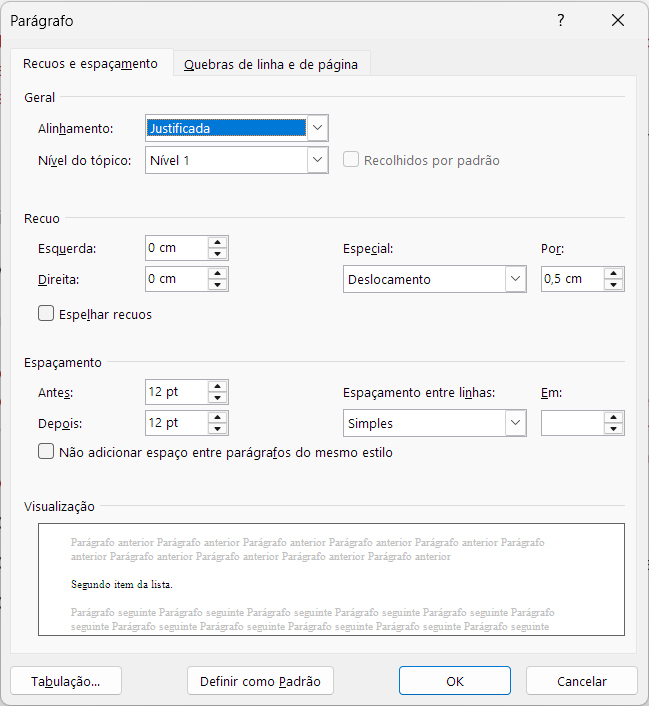 Parágrafo ?
Recuos e espaçamento Quebras de linha e de página
Geral
Alinhamento: Justificada
Nível do tópico: Nível 1 Recolhidos por padrão
Recuo
Esquerda: 0 cm Especial: Por:
Direita: 0 cm Deslocamento 0,5 cm
Espelhar recuos
Espaçamento
Antes: 12 pt Espaçamento entre linhas: Em:
Depois: 12 pt Simples
Não adicionar espaço entre parágrafos do mesmo estilo
Visualização
Parágrafo anterior Parágrafo anterior Parágrafo anterior Parágrafo anterior Parágrafo anterior Parágrafo
anterior Parágrafo anterior Parágrafo anterior Parágrafo anterior Parágrafo anterior
Segundo item da lista.
Parágrafo seguinte Parágrafo seguinte Parágrafo seguinte Parágrafo seguinte Parágrafo seguinte Parágrafo
seguinte Parágrafo seguinte Parágrafo seguinte Parágrafo seguinte Parágrafo seguinte Parágrafo seguinte
Tabulação... Definir como Padrão OK Cancelar